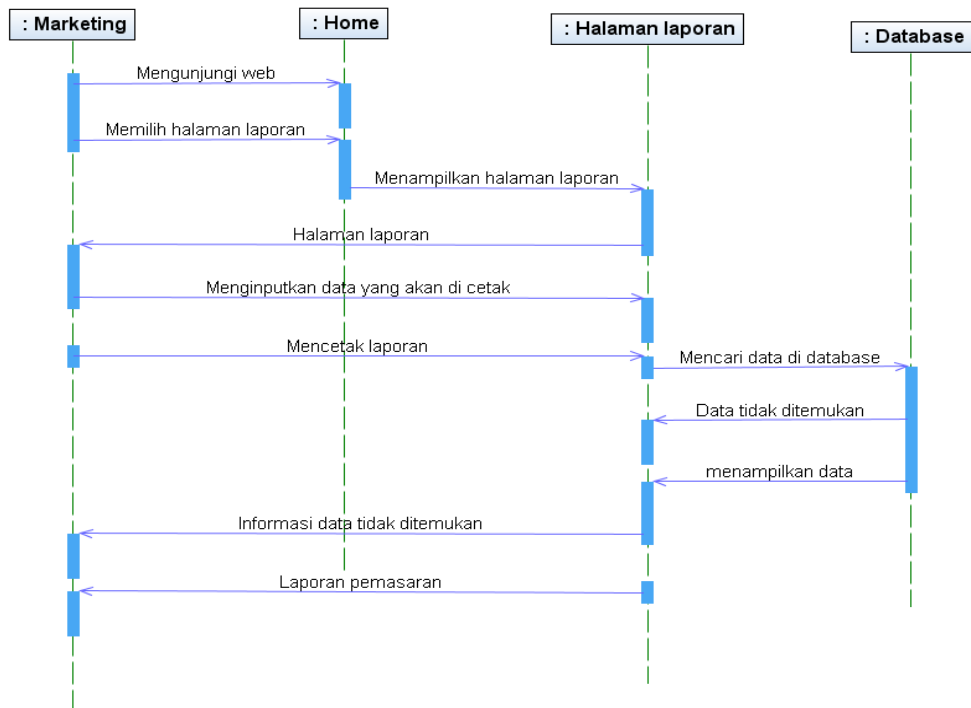 : Marketing
: Home
: Halaman laporan
: Database
Mengunjungi web
Memilih halaman laporan
Menampilkan halaman laporan
Halaman laporan
Menginputkan data yang akan di cetak
Mencetak laporan
Mencari data di database
Data tidak ditemukan
menampilkan data
Informasi data tidak ditemukan
Laporan pemasaran